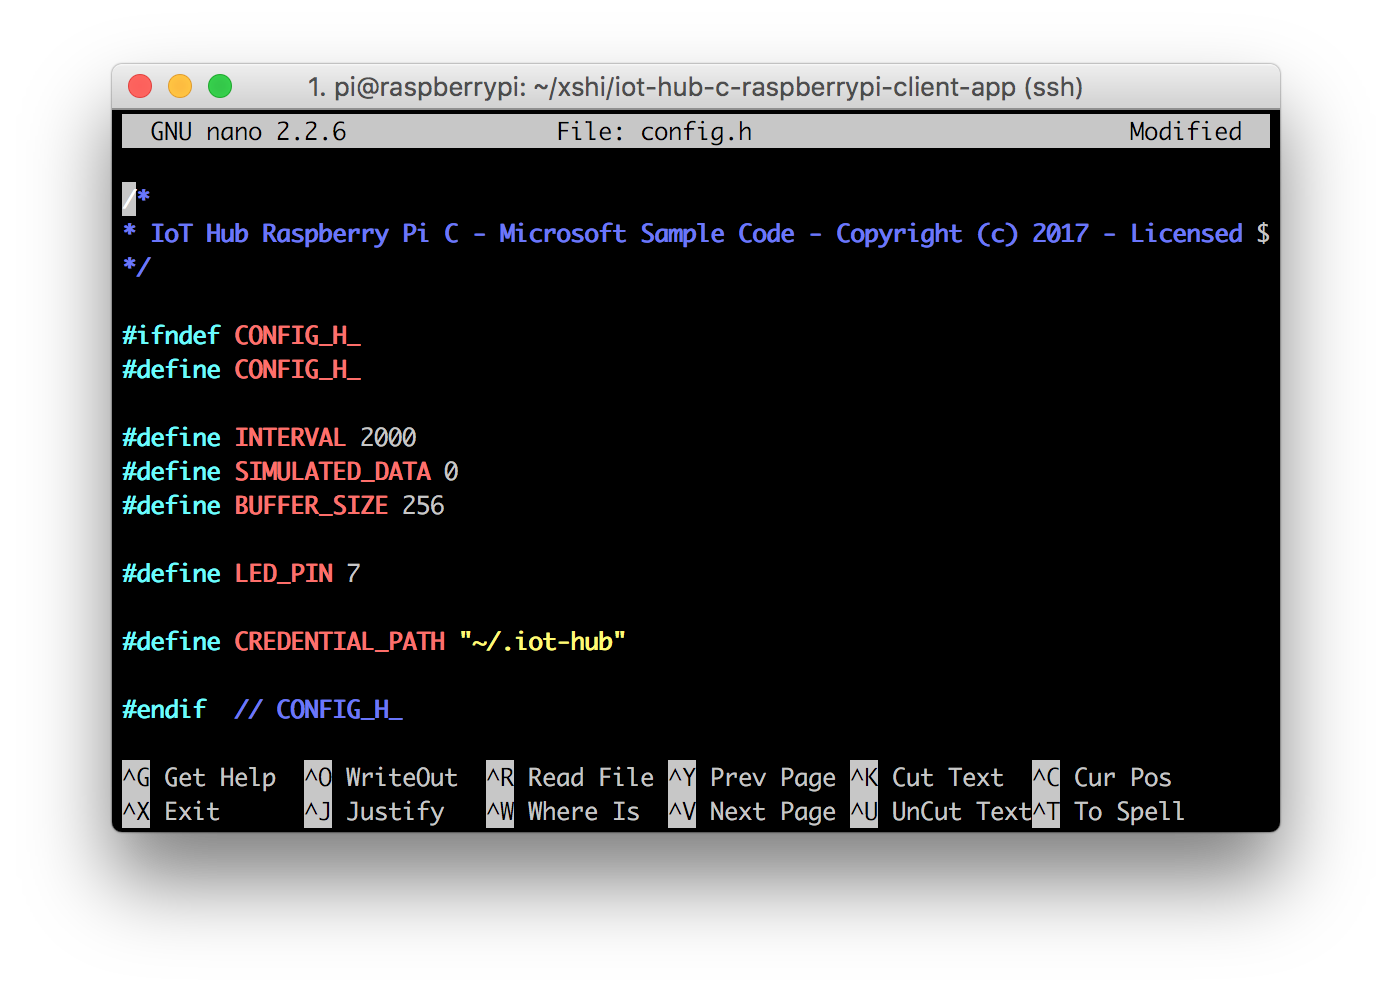 1. pi@raspberrypi: ~/xshi/iot-hub-c-raspberrypi-client-app (ssh)
GNU nano 2.2.6 File: config.h Modified
/*
* IoT Hub Raspberry Pi C - Microsoft Sample Code - Copyright (c) 2017 - Licensed $
*/
#ifndef CONFIG_H_
#define CONFIG_H_
#define INTERVAL 2000
#define SIMULATED_DATA 0
#define BUFFER_SIZE 256
#define LED_PIN 7
#define CREDENTIAL_PATH "~/.iot-hub"
#endif  // CONFIG_H_
^G Get Help ^O WriteOut ^R Read File ^Y Prev Page ^K Cut Text ^C Cur Pos
^X Exit ^J Justify ^W Where Is ^V Next Page ^U UnCut Text ^T To Spell